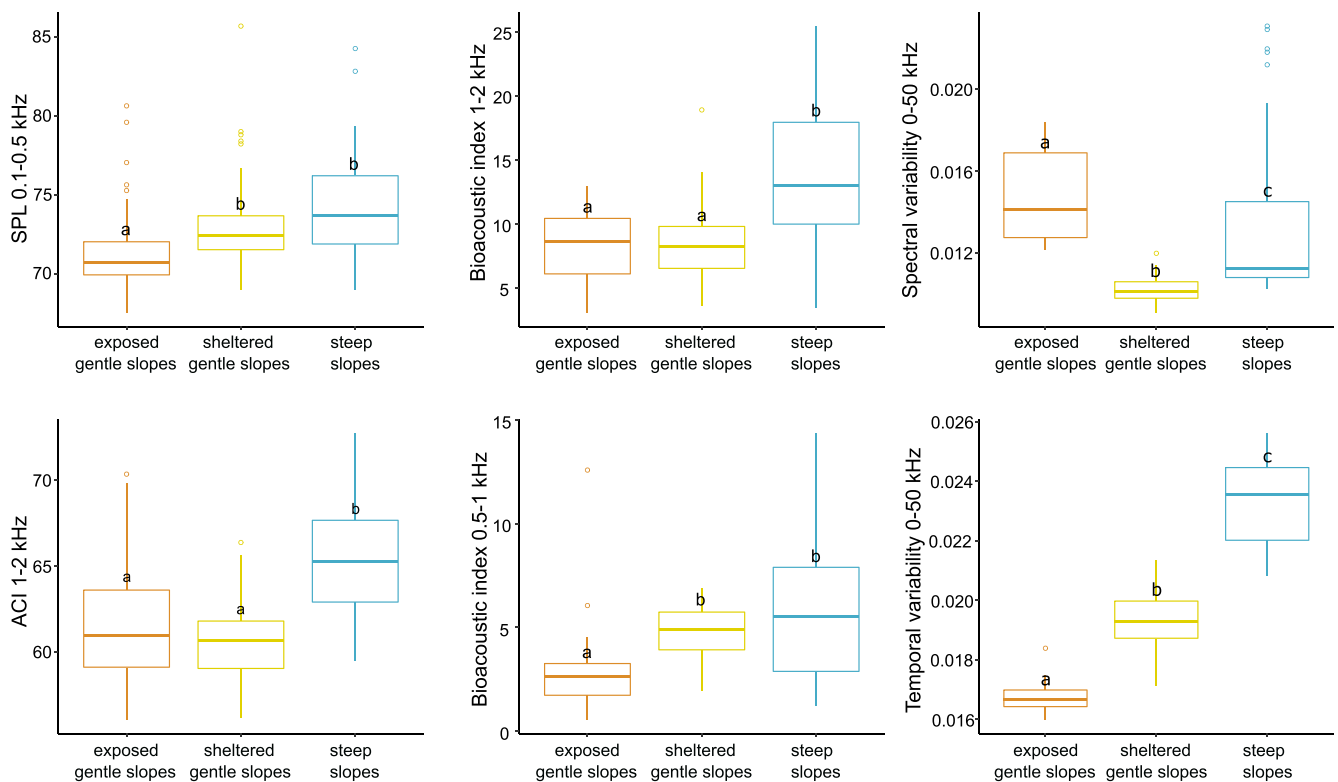 SPL 0.1-0.5 kHz
85
80
75
70
a
b
b
exposed
gentle slopes
sheltered
gentle slopes
steep
slopes
Bioacoustic index 1-2 kHz
25
20
15
10
5
a
a
b
exposed
gentle slopes
sheltered
gentle slopes
steep
slopes
Spectral variability 0-50 kHz
0.020
0.016
0.012
a
b
c
exposed
gentle slopes
sheltered
gentle slopes
steep
slopes
ACI 1-2 kHz
70
65
60
a
a
b
exposed
gentle slopes
sheltered
gentle slopes
steep
slopes
Bioacoustic index 0.5-1 kHz
15
10
5
0
a
b
b
exposed
gentle slopes
sheltered
gentle slopes
steep
slopes
Temporal variability 0-50 kHz
0.026
0.024
0.022
0.020
0.018
0.016
a
b
c
exposed
gentle slopes
sheltered
gentle slopes
steep
slopes